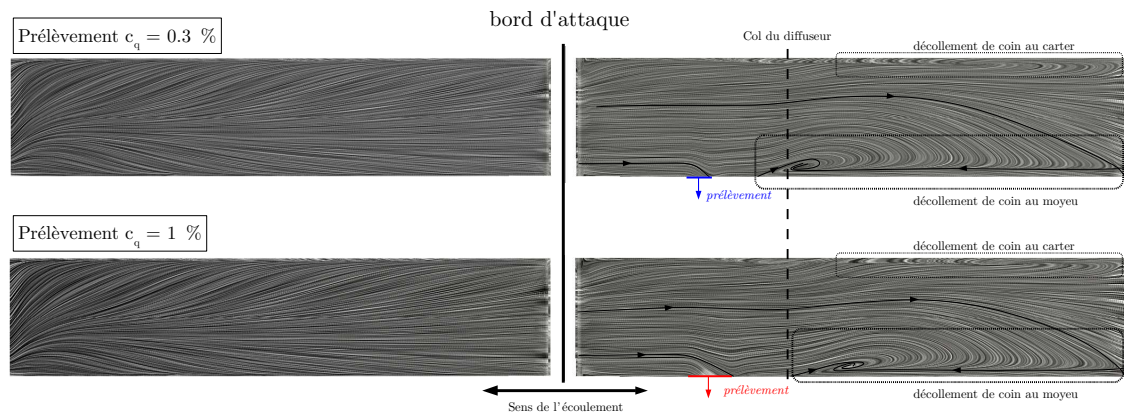 bord d'attaque
Prélèvement c_q = 0.3 %
Col du diffuseur
décollement de coin au carter
prélèvement
décollement de coin au moyeu
Prélèvement c_q = 1 %
décollement de coin au carter
prélèvement
décollement de coin au moyeu
Sens de l'écoulement